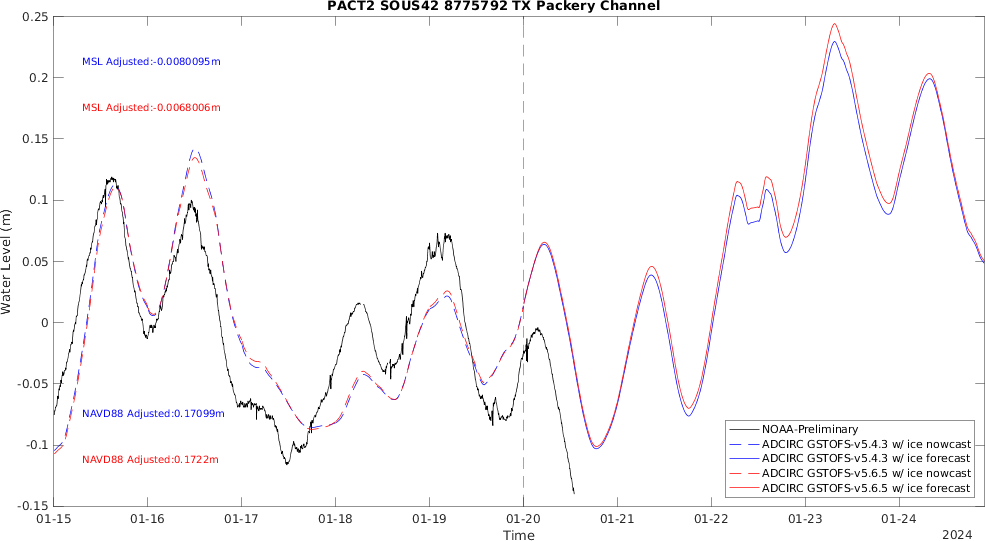 PACT2 SOUS42 8775792 TX Packery Channel
0.25
0.2
0.15
0.1
0.05
0
-0.05
-0.1
-0.15
Water Level (m)
MSL Adjusted:-0.0080095m
MSL Adjusted:-0.0068006m
NAVD88 Adjusted:0.17099m
NAVD88 Adjusted:0.1722m
NOAA-Preliminary
ADCIRC GSTOFS-v5.4.3 w/ ice nowcast
ADCIRC GSTOFS-v5.4.3 w/ ice forecast
ADCIRC GSTOFS-v5.6.5 w/ ice nowcast
ADCIRC GSTOFS-v5.6.5 w/ ice forecast
01-15 01-16 01-17 01-18 01-19 01-20 01-21 01-22 01-23 01-24
Time
2024